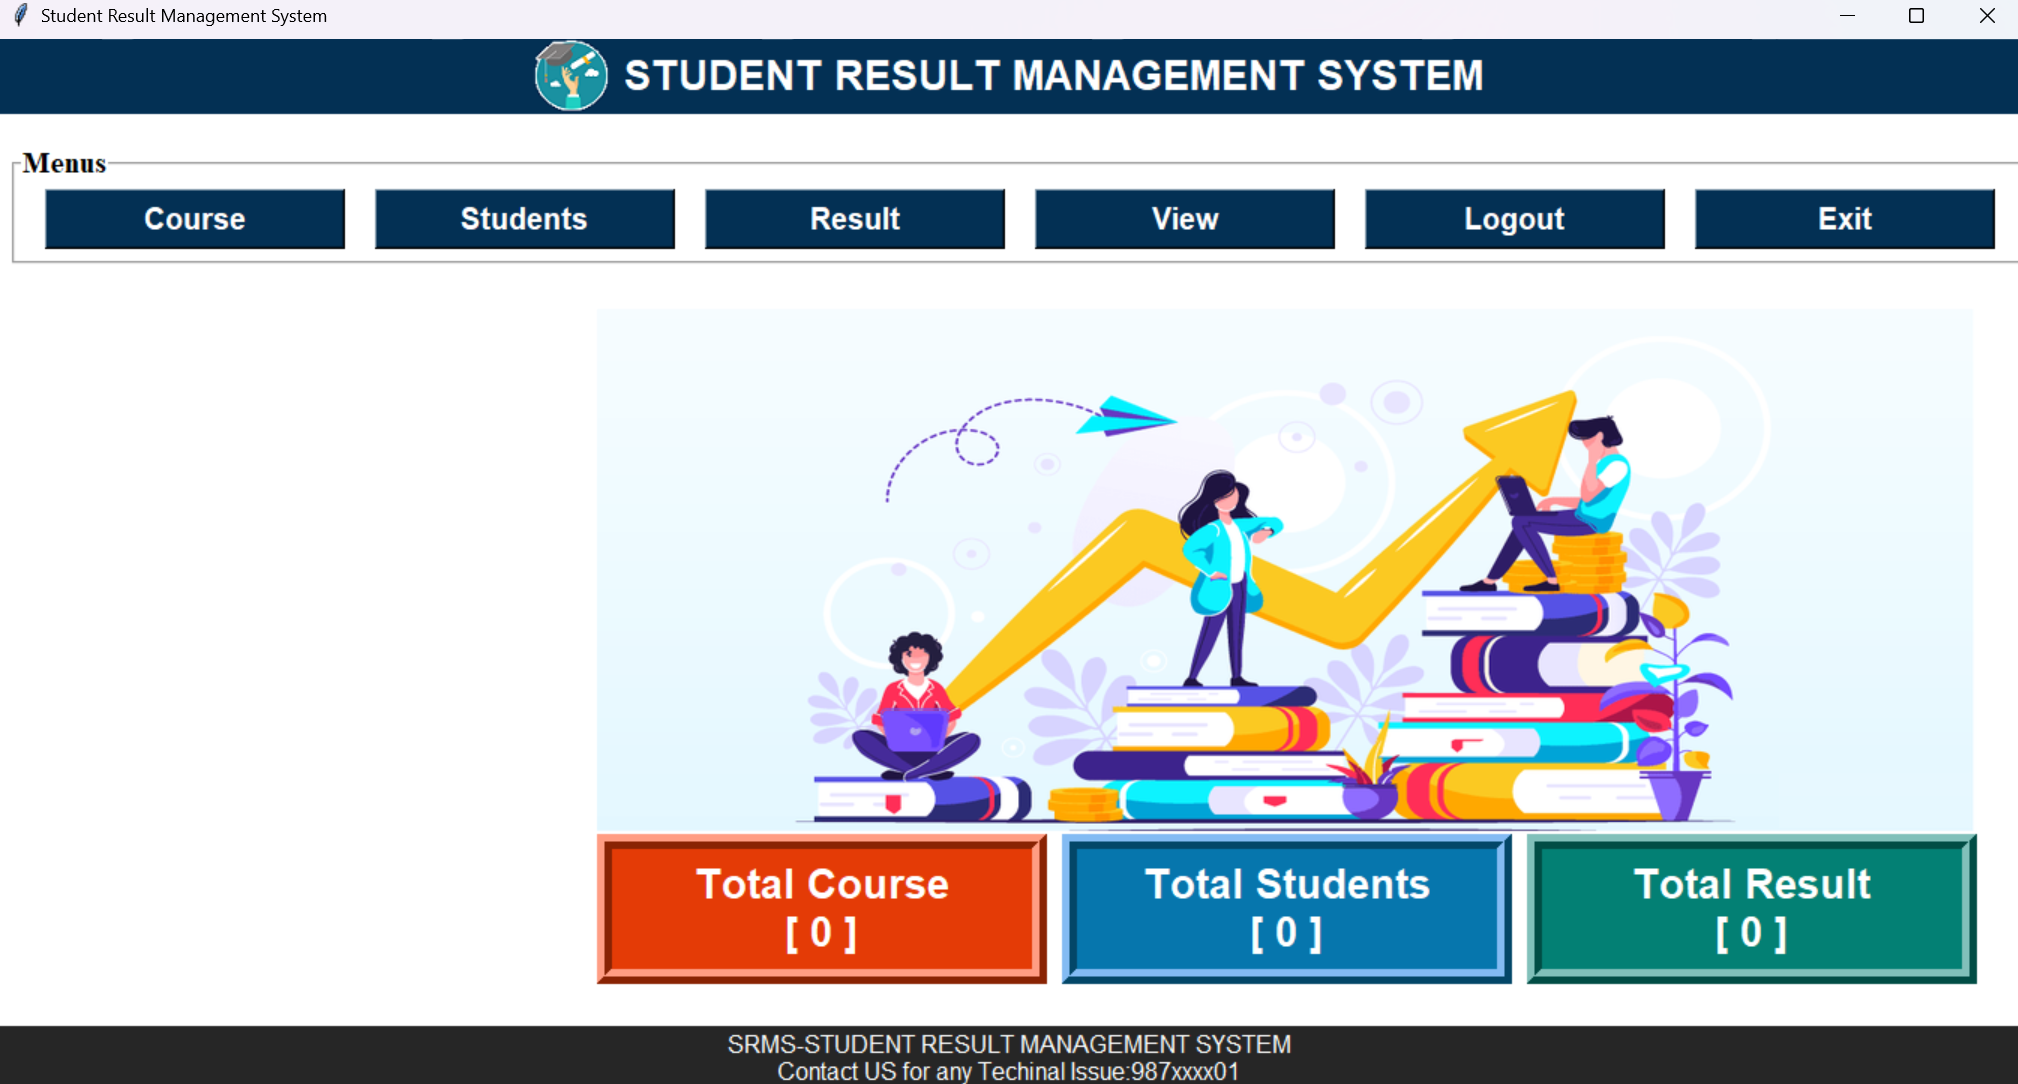 Student Result Management System
STUDENT RESULT MANAGEMENT SYSTEM
Menus
Course Students Result View Logout Exit
Total Course Total Students Total Result
[ 0 ] [ 0 ] [ 0 ]
SRMS-STUDENT RESULT MANAGEMENT SYSTEM
Contact US for any Techinal Issue:987xxxx01